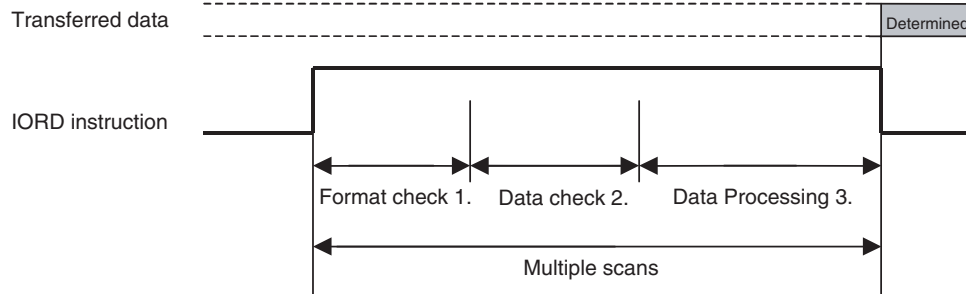 Transferred data
Determined
IORD instruction
Format check 1.
Data check 2.
Data Processing 3.
Multiple scans